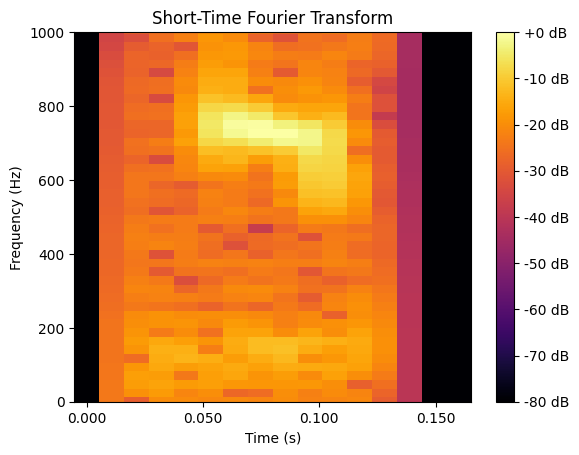 Short-Time Fourier Transform
1000
800
600
400
200
0
Frequency (Hz)
0.000
0.050
0.100
0.150
Time (s)
+0 dB
-10 dB
-20 dB
-30 dB
-40 dB
-50 dB
-60 dB
-70 dB
-80 dB